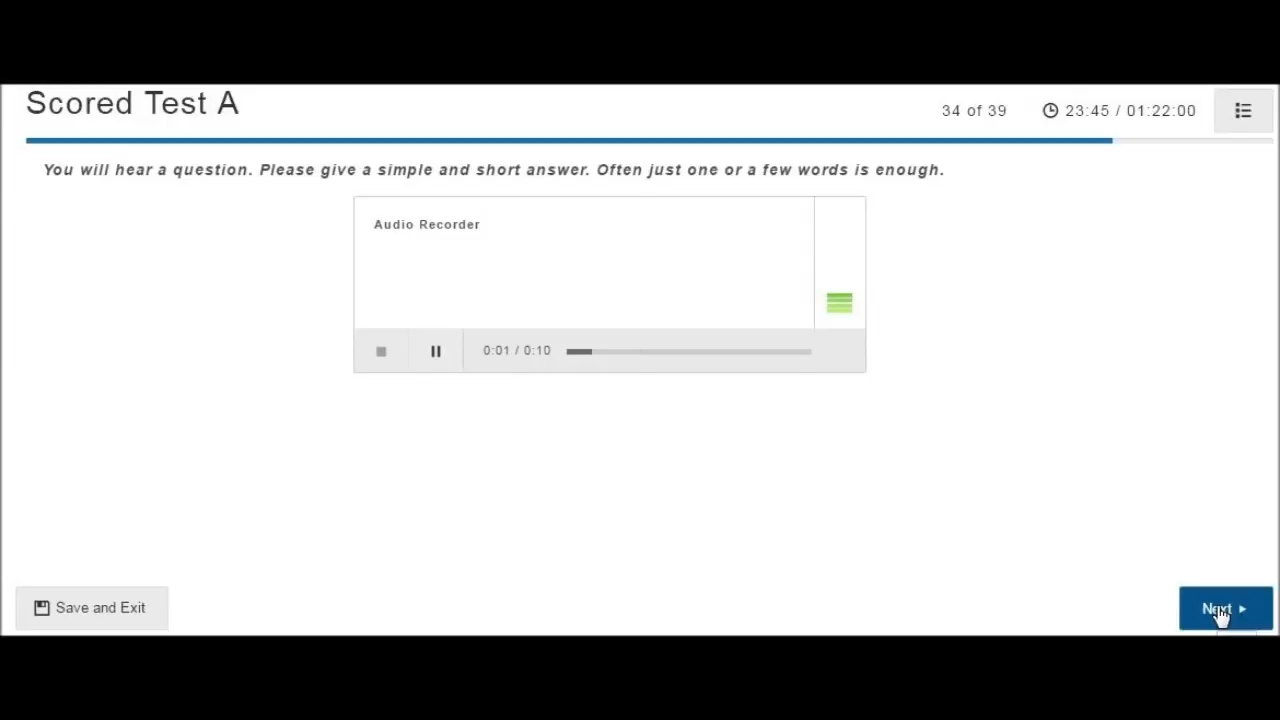 Scored Test A
34 of 39
23:45 / 01:22:00
You will hear a question. Please give a simple and short answer. Often just one or a few words is enough.
Audio Recorder
0:01 / 0:10
Save and Exit
Next